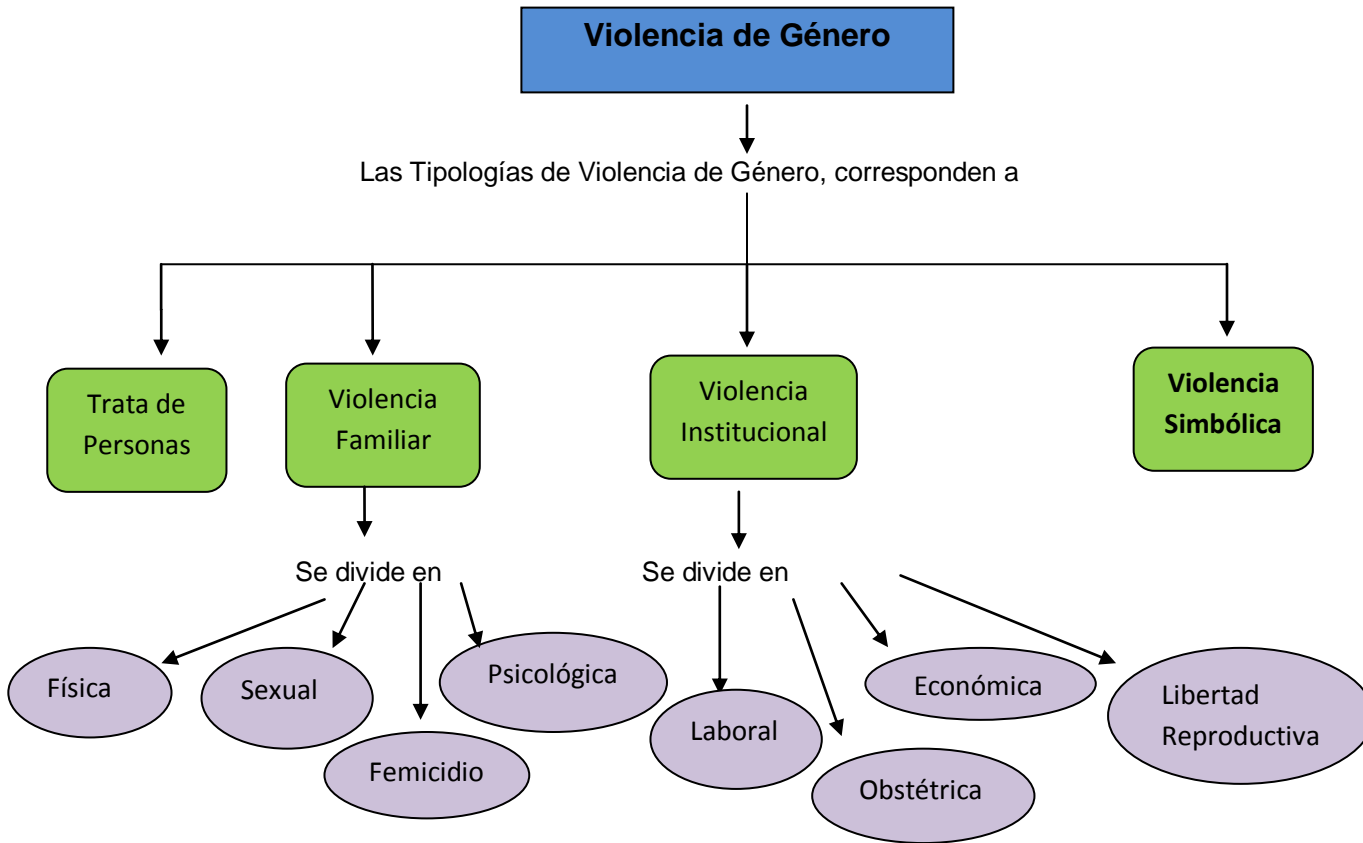 Violencia de Género
Las Tipologías de Violencia de Género, corresponden a
Trata de
Personas
Violencia
Familiar
Violencia
Institucional
Violencia
Simbólica
Se divide en
Se divide en
Física
Sexual
Femicidio
Psicológica
Laboral
Obstétrica
Económica
Libertad
Reproductiva